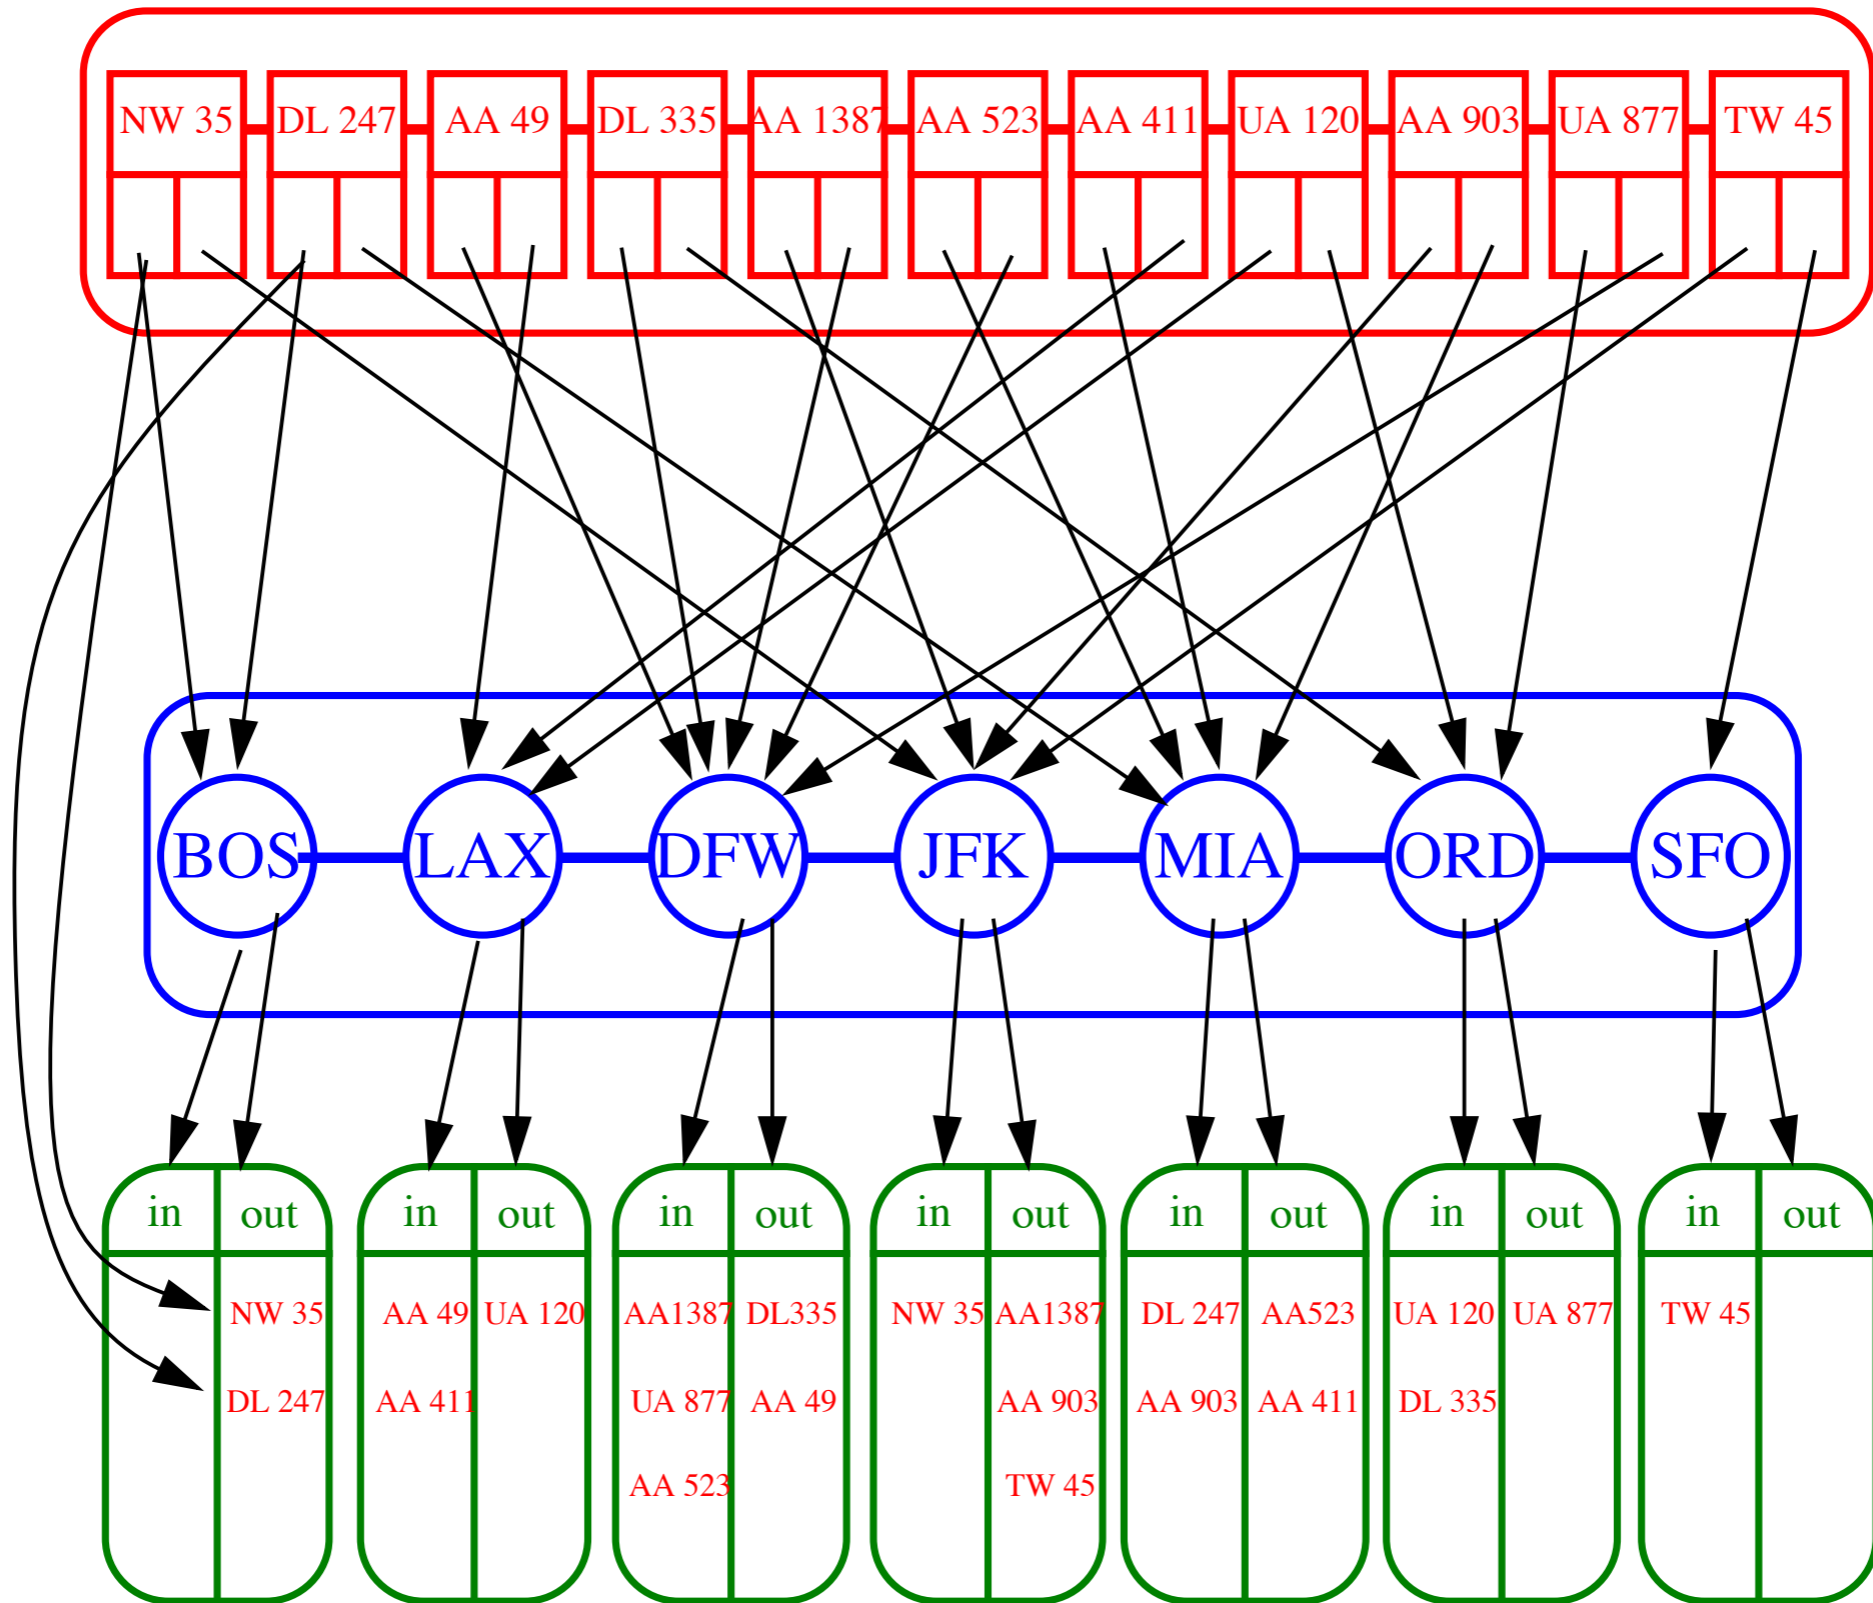 NW 35 DL 247 AA 49 DL 335 AA 1387 AA 523 AA 411 UA 120 AA 903 UA 877 TW 45
BOS LAX DFW JFK MIA ORD SFO
in out in out in out in out in out in out in out
NW 35 AA 49 UA 120 AA1387 DL335 NW 35 AA1387 DL 247 AA523 UA 120 UA 877 TW 45
DL 247 AA 411 UA 877 AA 49 AA 903 AA 903 AA 411 DL 335
AA 523 TW 45